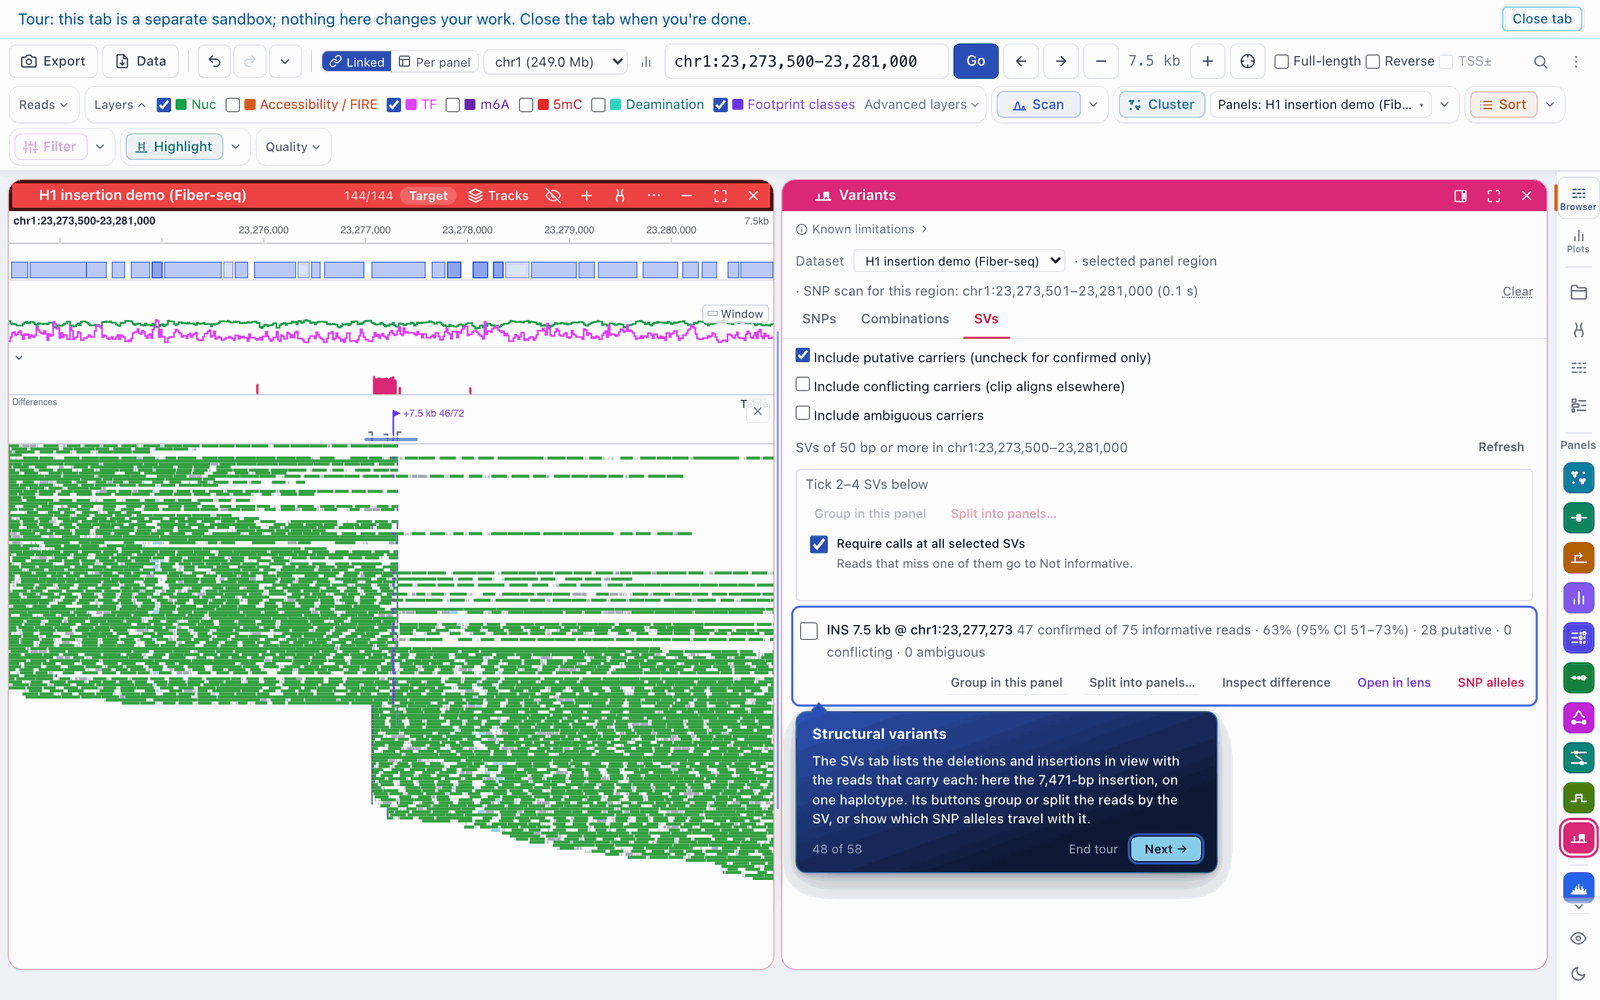 Tour: this tab is a separate sandbox; nothing here changes your work. Close the tab when you're done.
Close tab
Export
Data
Linked
Per panel
chr1 (249.0 Mb)
chr1:23,273,500–23,281,000
Go
7.5 kb
Full-length
Reverse
TSS±
Reads
Layers
Nuc
Accessibility / FIRE
TF
m6A
5mC
Deamination
Footprint classes
Advanced layers
Scan
Cluster
Panels: H1 insertion demo (Fib...
Sort
Filter
Highlight
Quality
H1 insertion demo (Fiber-seq)
144/144
Target
Tracks
chr1:23,273,500-23,281,000
7.5kb
23,276,000
23,277,000
23,278,000
23,279,000
23,280,000
Window
Differences
+7.5 kb 46/72
Variants
Known limitations
Dataset
H1 insertion demo (Fiber-seq)
· selected panel region
· SNP scan for this region: chr1:23,273,501–23,281,000 (0.1 s)
Clear
SNPs
Combinations
SVs
Include putative carriers (uncheck for confirmed only)
Include conflicting carriers (clip aligns elsewhere)
Include ambiguous carriers
SVs of 50 bp or more in chr1:23,273,500–23,281,000
Refresh
Tick 2–4 SVs below
Group in this panel
Split into panels...
Require calls at all selected SVs
Reads that miss one of them go to Not informative.
INS 7.5 kb @ chr1:23,277,273 47 confirmed of 75 informative reads · 63% (95% CI 51–73%) · 28 putative · 0
conflicting · 0 ambiguous
Group in this panel
Split into panels...
Inspect difference
Open in lens
SNP alleles
Structural variants
The SVs tab lists the deletions and insertions in view with
the reads that carry each: here the 7,471-bp insertion, on
one haplotype. Its buttons group or split the reads by the
SV, or show which SNP alleles travel with it.
48 of 58
End tour
Next →
Browser
Plots
Panels